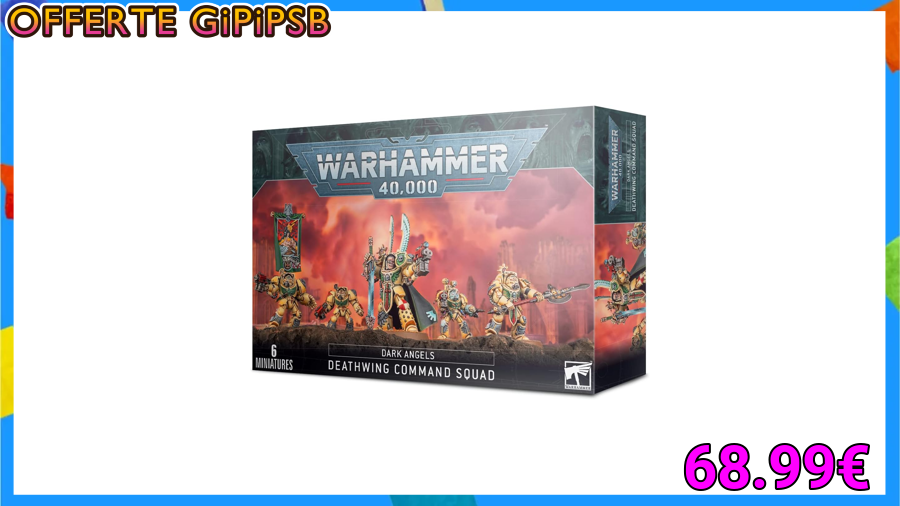 OFFERTE GiPiPSB
WARHAMMER
40,000
6
MINIATURES
DARK ANGELS
DEATHWING COMMAND SQUAD
WARHAMMER
40,000
DARK ANGELS
DEATHWING COMMAND SQUAD
68.99€